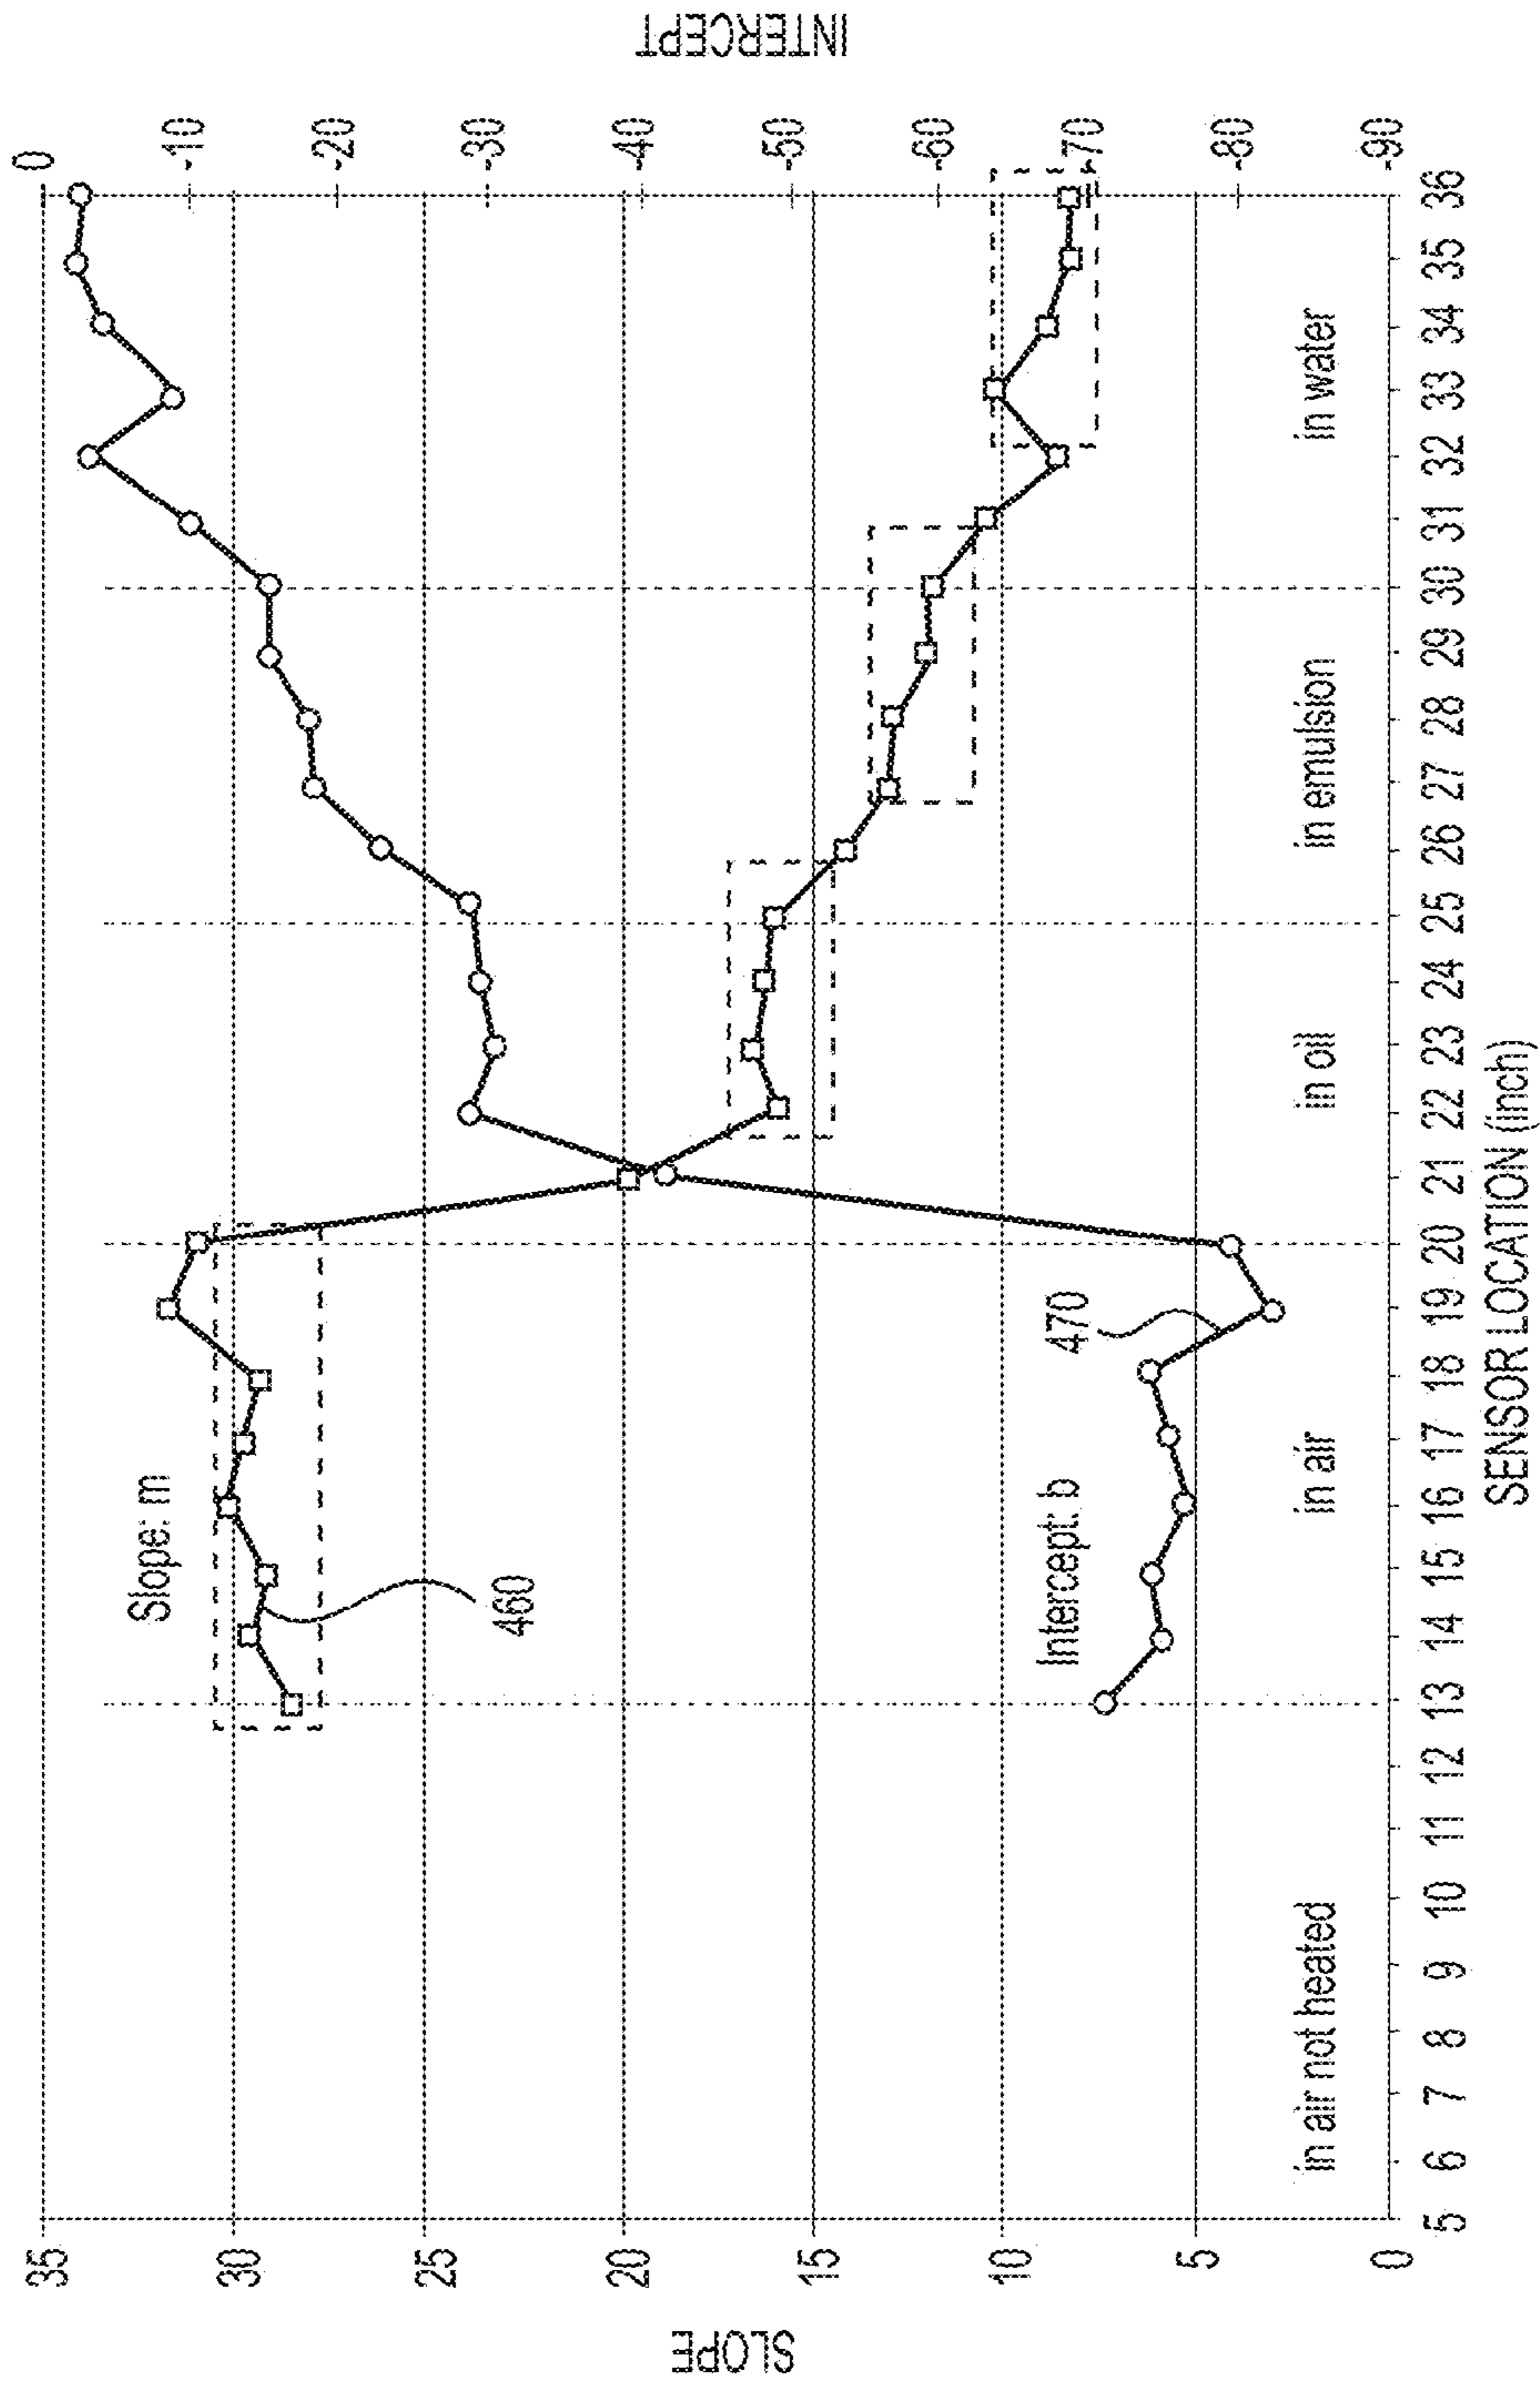 SLOPE
INTERCEPT
35
30
25
20
15
10
5
0
0
-10
-20
-30
-40
-50
-60
-70
-80
-90
Slope: m
460
Intercept: b
470
in air not heated
in air
in oil
in emulsion
in water
5 6 7 8 9 10 11 12 13 14 15 16 17 18 19 20 21 22 23 24 25 26 27 28 29 30 31 32 33 34 35 36
SENSOR LOCATION (inch)